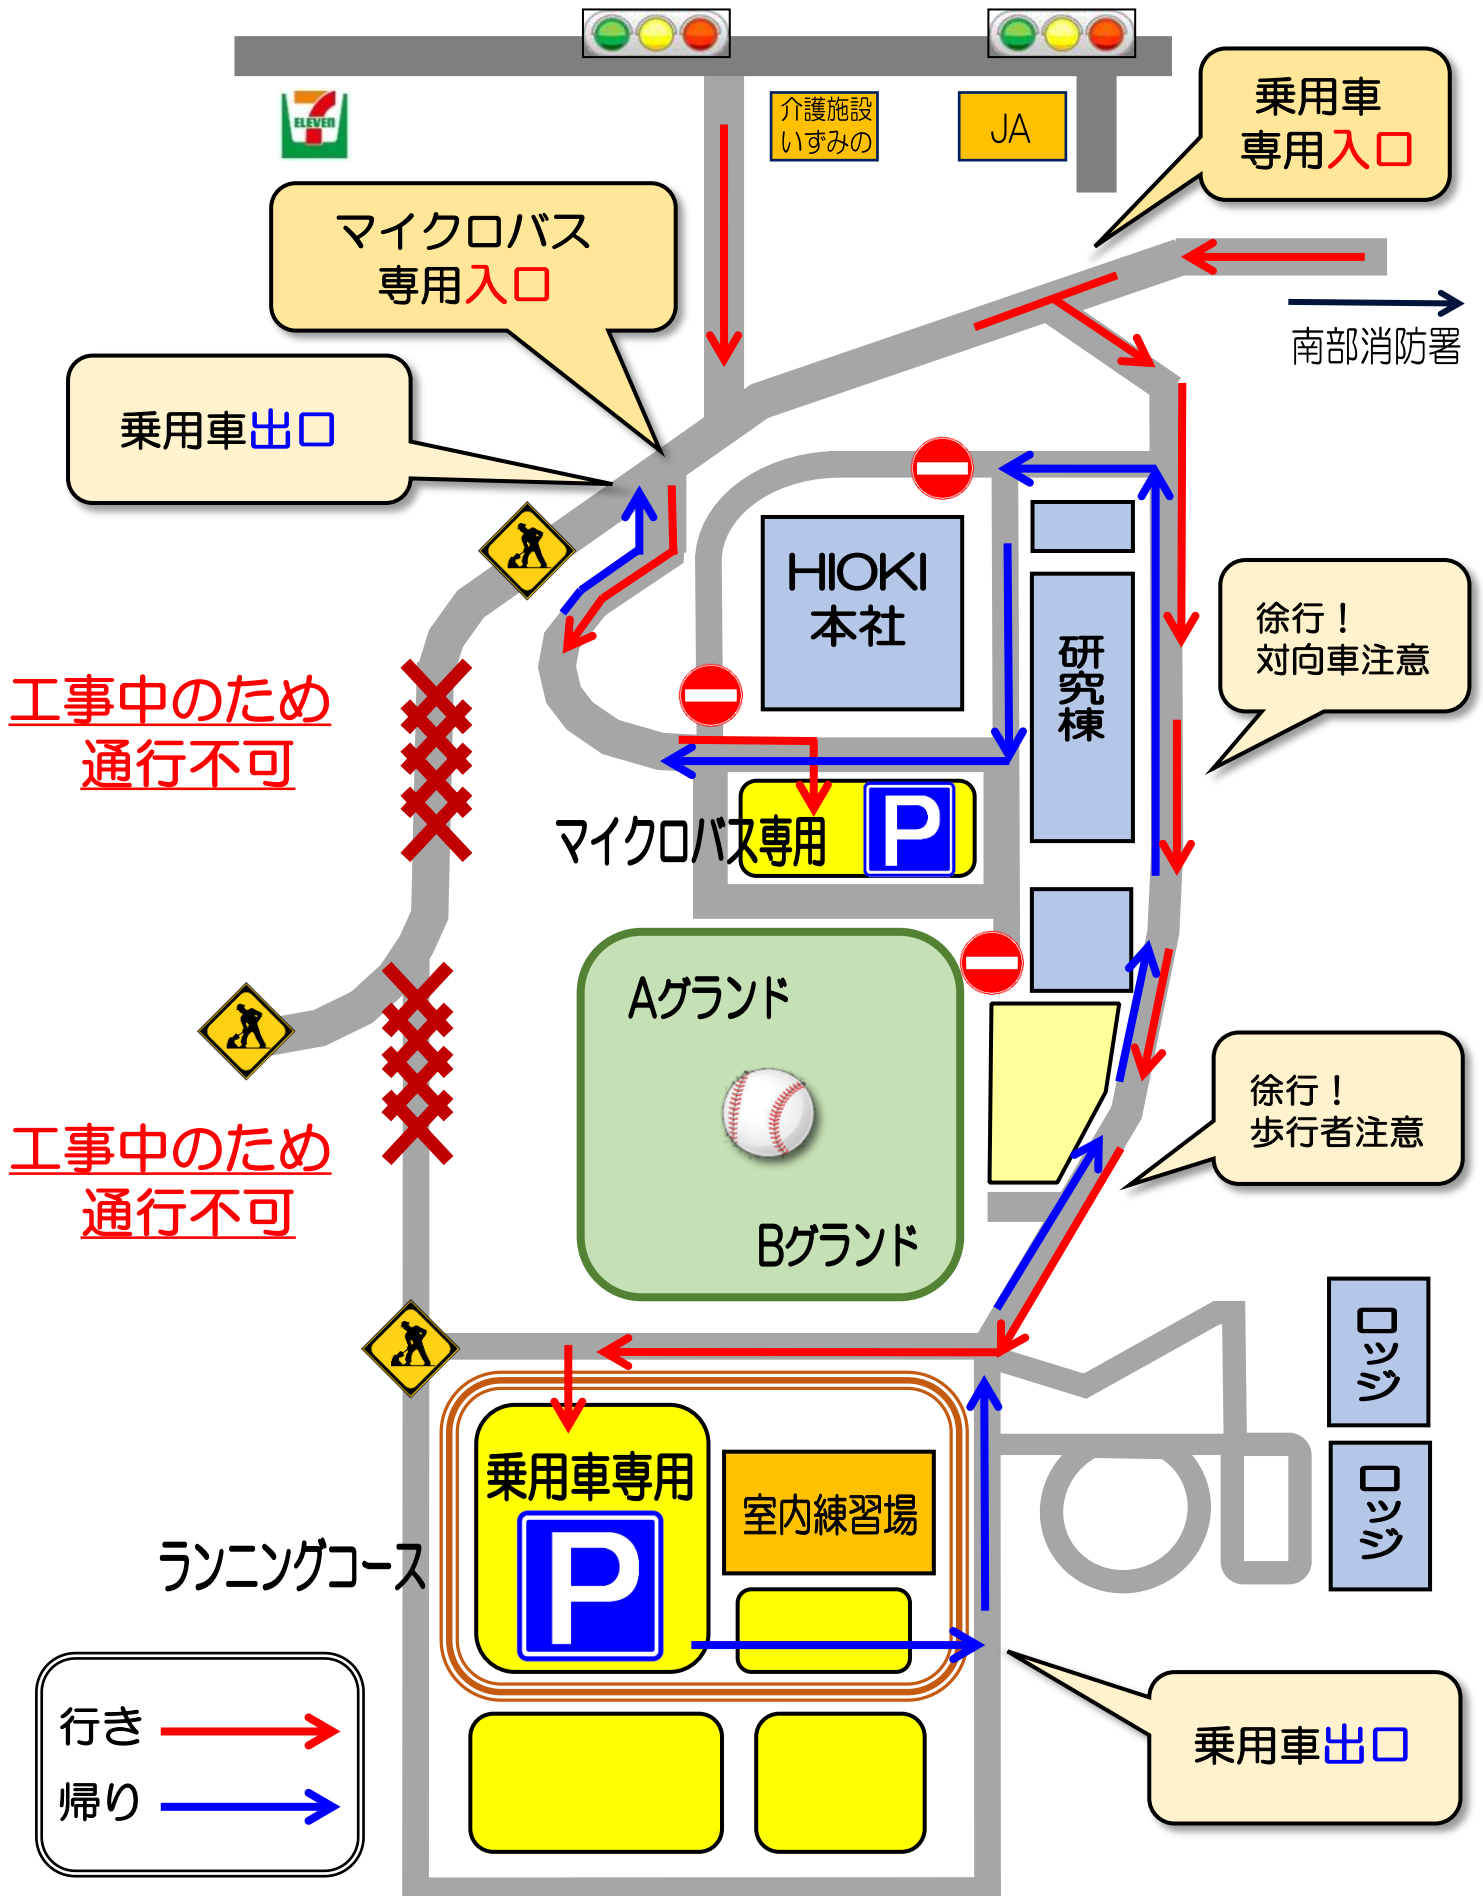 7
ELEVEN
介護施設
いずみの
JA
乗用車
専用入口
マイクロバス
専用入口
南部消防署
乗用車出口
HIOKI
本社
研究棟
徐行！
対向車注意
工事中のため
通行不可
マイクロバス専用
P
Aグランド
徐行！
歩行者注意
工事中のため
通行不可
Bグランド
ロッジ
ロッジ
乗用車専用
P
室内練習場
ランニングコース
行き
帰り
乗用車出口